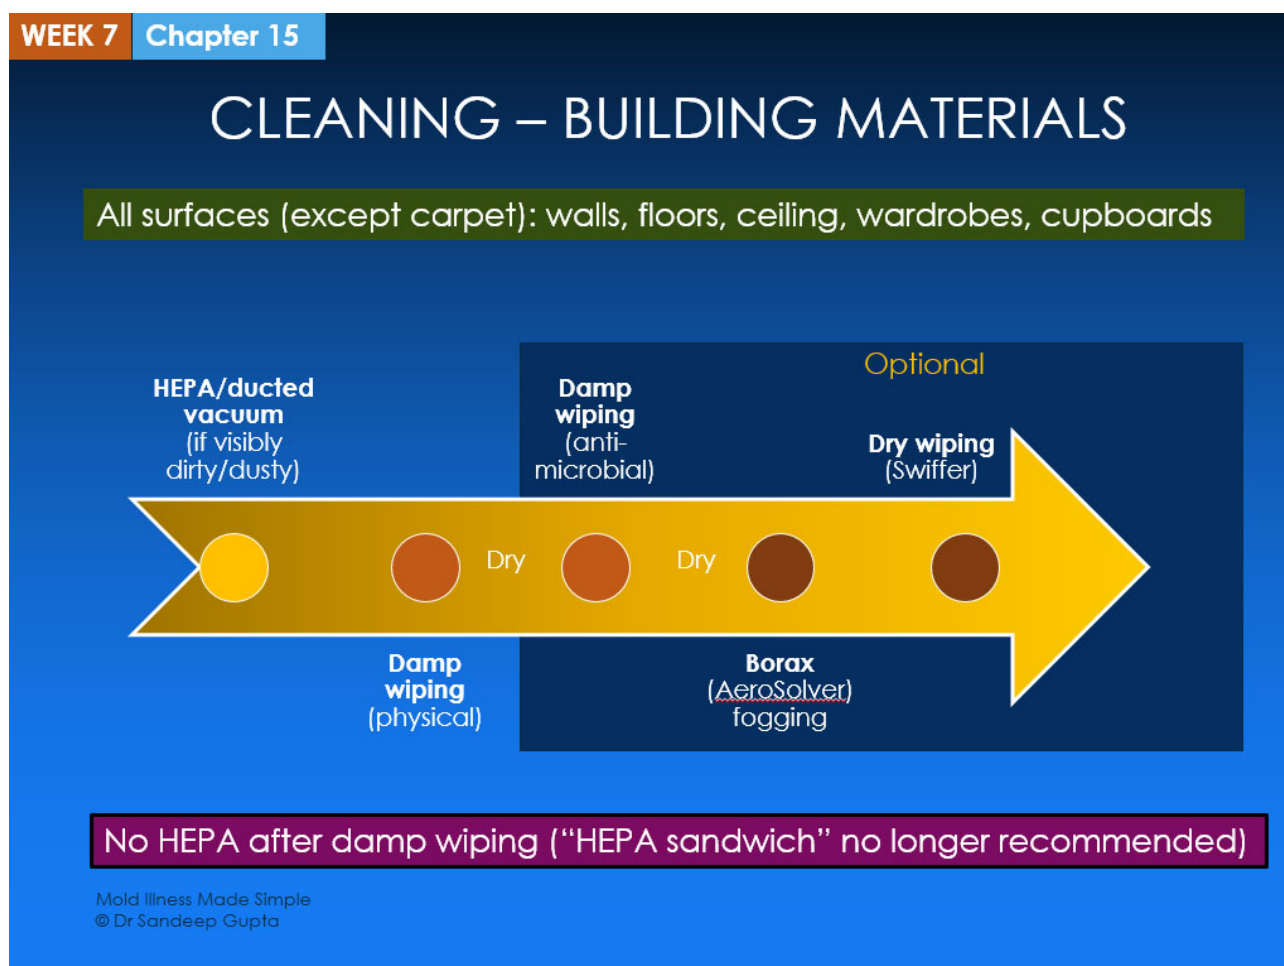 WEEK 7 Chapter 15
CLEANING – BUILDING MATERIALS
All surfaces (except carpet): walls, floors, ceiling, wardrobes, cupboards
Optional
HEPA/ducted
vacuum
(if visibly
dirty/dusty)
Damp
wiping
(physical)
Dry
Damp
wiping
(anti-
microbial)
Dry
Borax
(AeroSolver)
fogging
Dry wiping
(Swiffer)
No HEPA after damp wiping (“HEPA sandwich” no longer recommended)
Mold Illness Made Simple
© Dr Sandeep Gupta